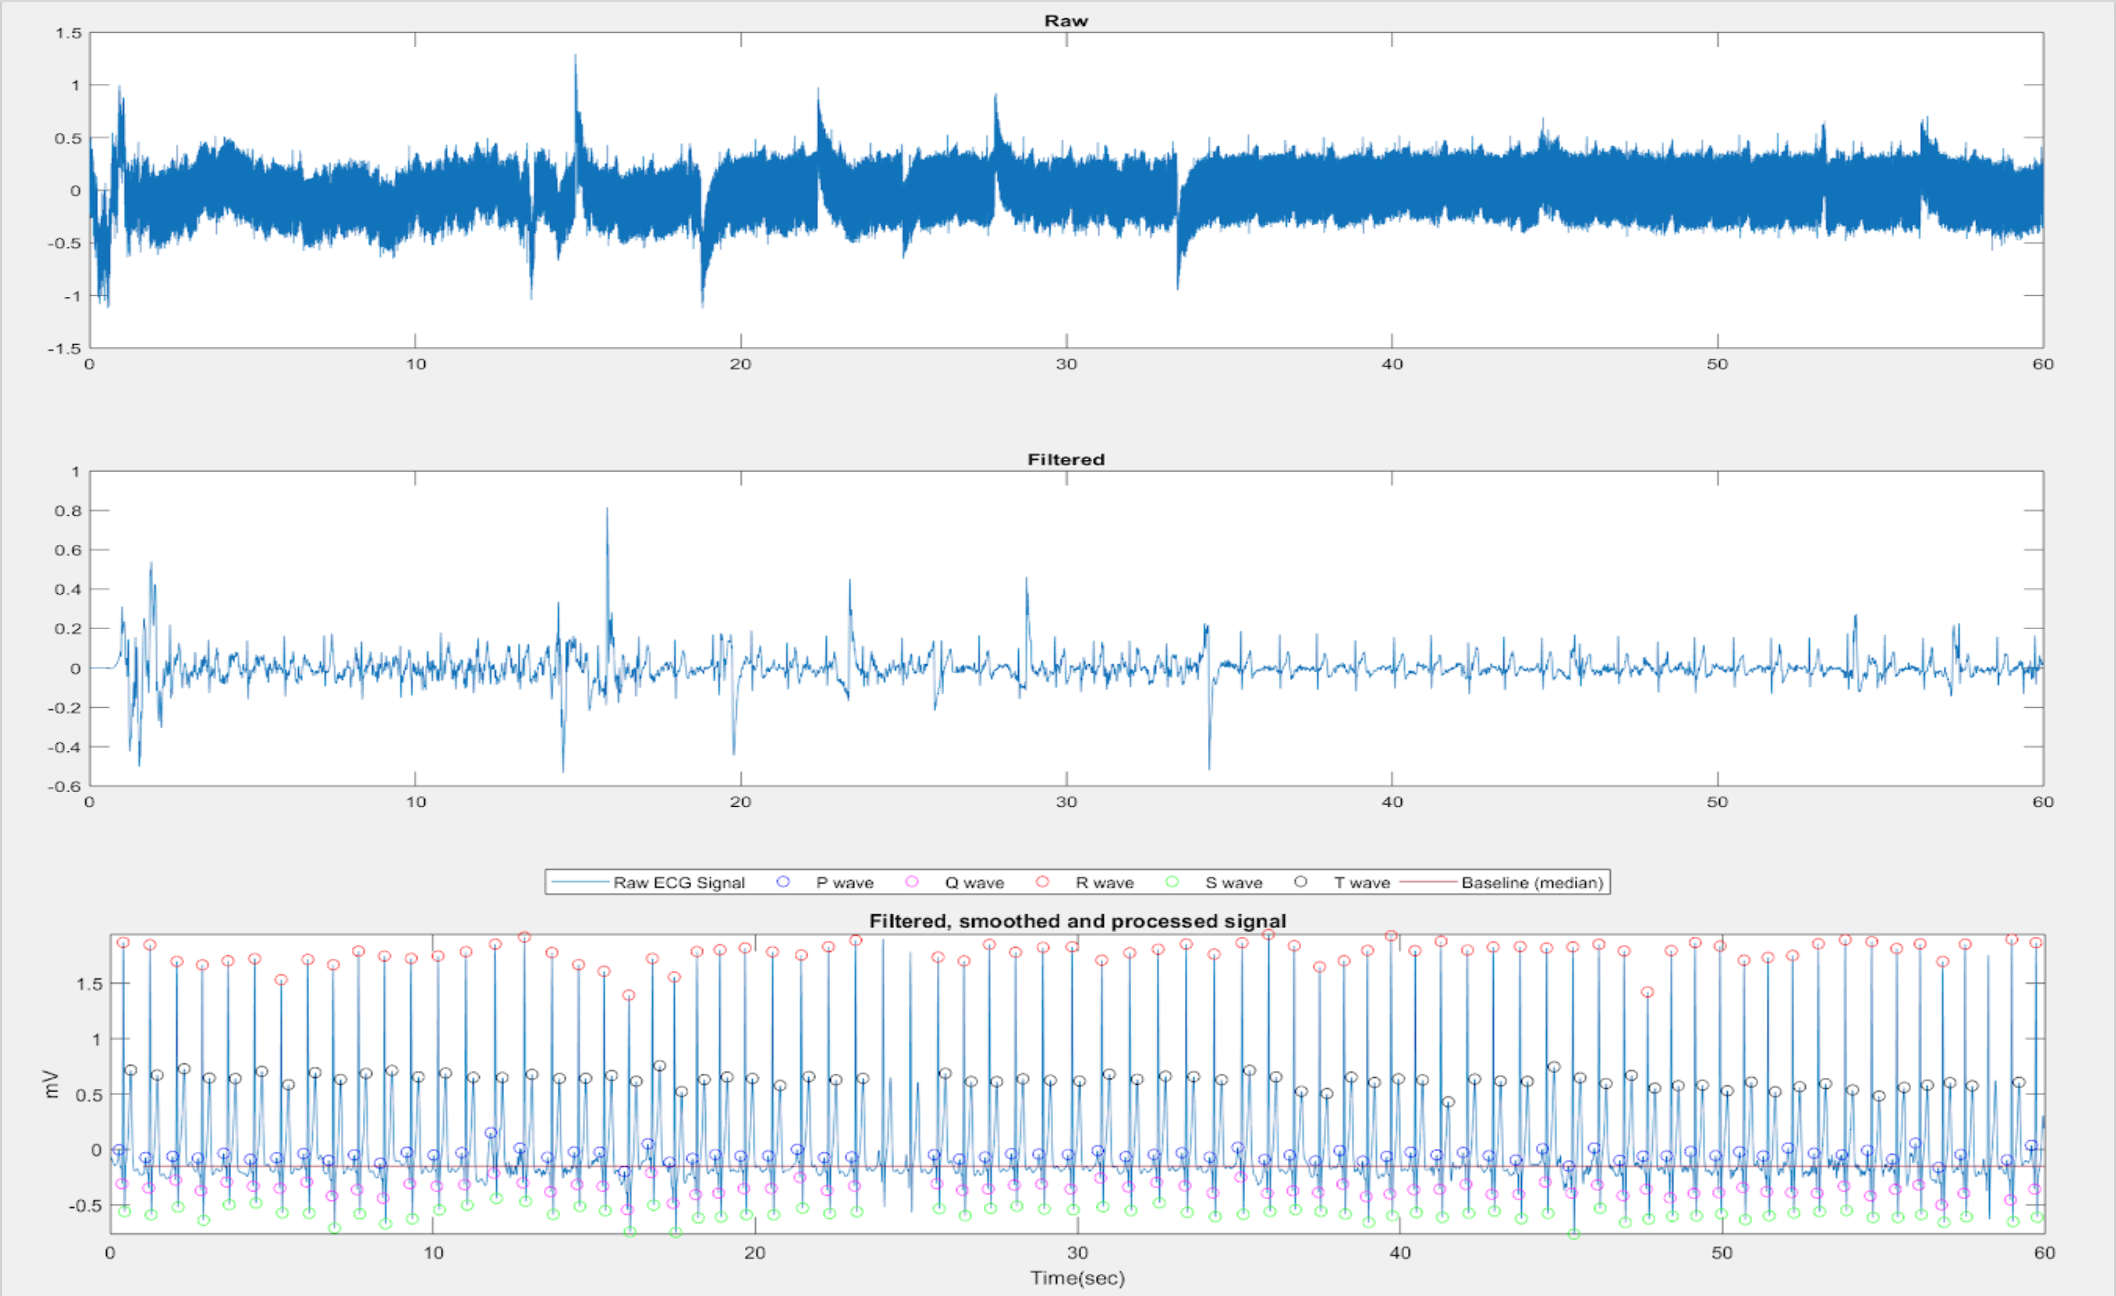 Raw
1.5
1
0.5
0
-0.5
-1
-1.5
0 10 20 30 40 50 60
Filtered
1
0.8
0.6
0.4
0.2
0
-0.2
-0.4
-0.6
0 10 20 30 40 50 60
Raw ECG Signal P wave Q wave R wave S wave T wave Baseline (median)
Filtered, smoothed and processed signal
1.5
1
mV
0.5
0
-0.5
0 10 20 30 40 50 60
Time(sec)